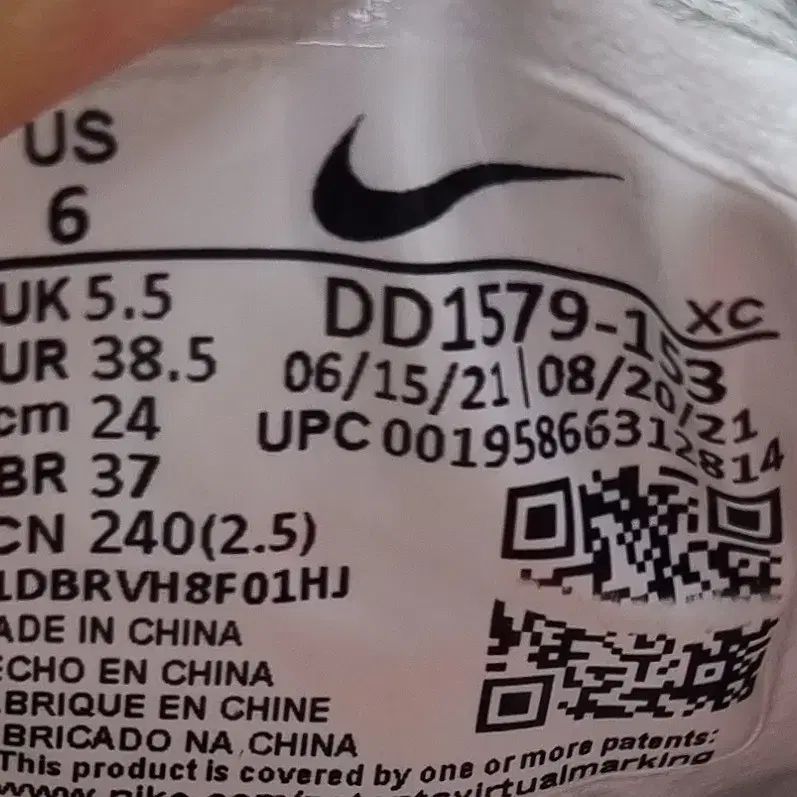 US
6
UK 5.5
UR 38.5
cm 24
BR 37
CN 240(2.5)
1DBRVH8F01HJ
DD1579-153
XC
06/15/21|08/20/21
UPC 00195866312814
ADE IN CHINA
ECHO EN CHINA
BRIQUE EN CHINE
BRICADO NA CHINA
This product is covered by one or more patents: